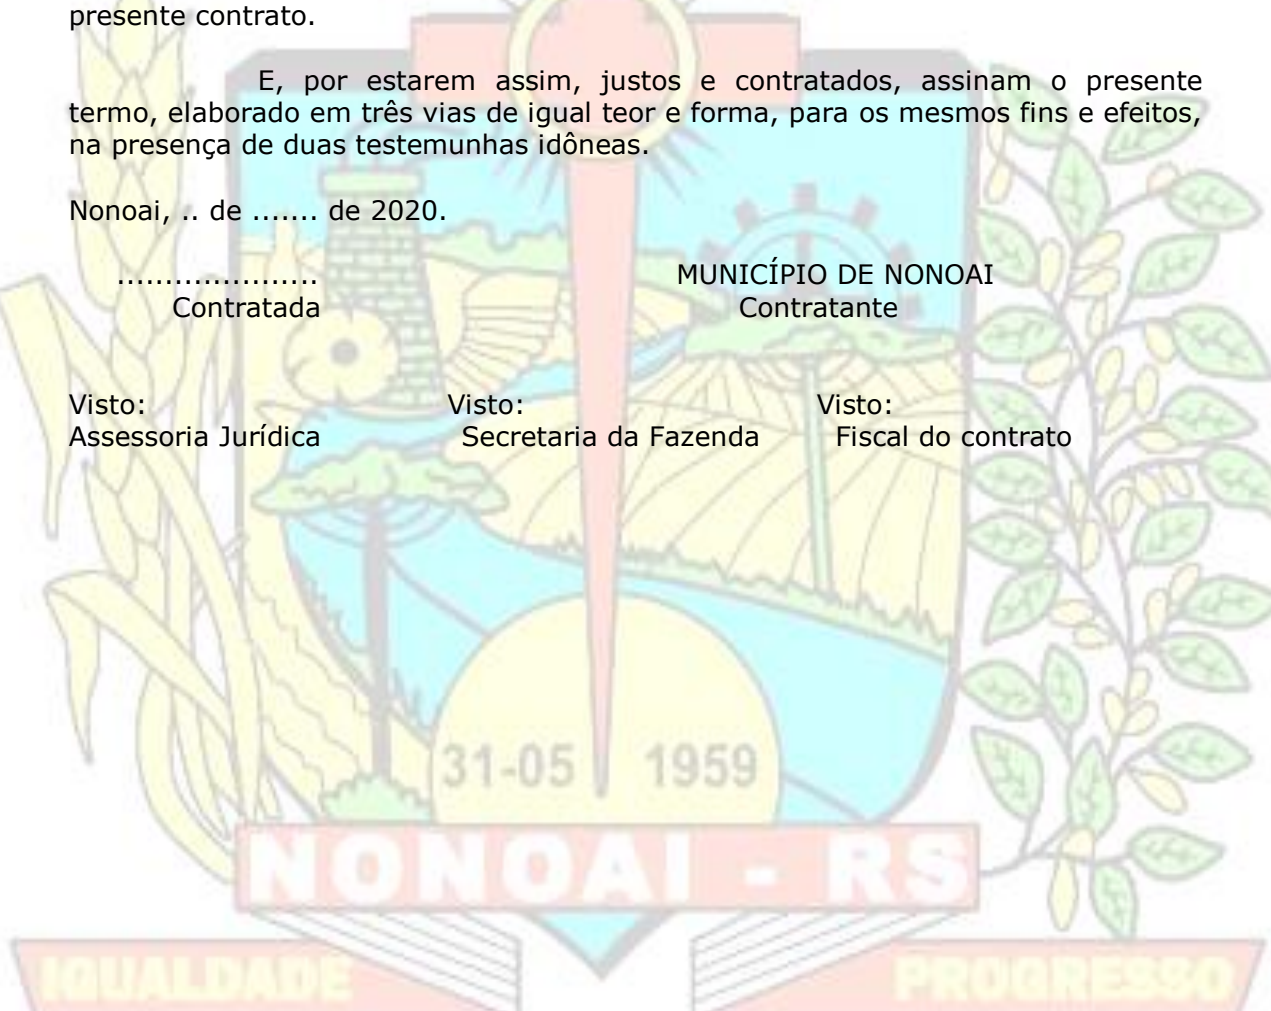 presente contrato.
E, por estarem assim, justos e contratados, assinam o presente
termo, elaborado em três vias de igual teor e forma, para os mesmos fins e efeitos,
na presença de duas testemunhas idôneas.
Nonoai, .. de ....... de 2020.
..................... MUNICÍPIO DE NONOAI
Contratada Contratante
Visto: Visto: Visto:
Assessoria Jurídica Secretaria da Fazenda Fiscal do contrato
31-05 1959
NONOAI - RS
IGUALDADE PROGRESSO